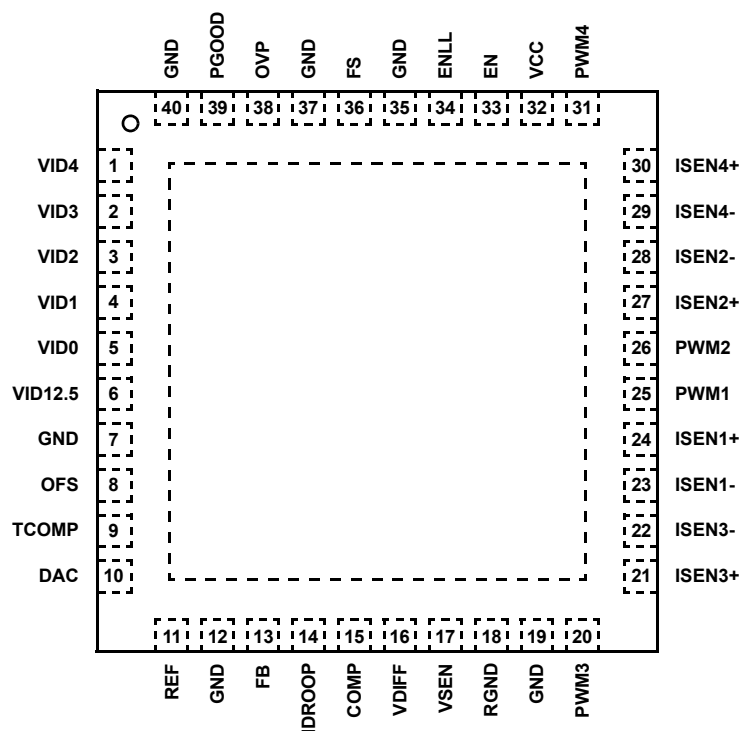 GND PGOOD OVP GND FS GND ENLL EN VCC PWM4
40 39 38 37 36 35 34 33 32 31
VID4 1 30 ISEN4+
VID3 2 29 ISEN4-
VID2 3 28 ISEN2-
VID1 4 27 ISEN2+
VID0 5 26 PWM2
VID12.5 6 25 PWM1
GND 7 24 ISEN1+
OFS 8 23 ISEN1-
TCOMP 9 22 ISEN3-
DAC 10 21 ISEN3+
11 12 13 14 15 16 17 18 19 20
REF GND FB IDROOP COMP VDIFF VSEN RGND GND PWM3